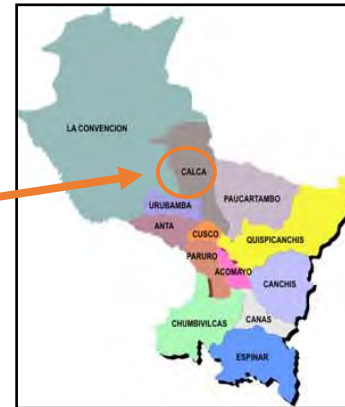 LA CONVENCION
CALCA
PAUCARTAMBO
URUBAMBA
ANTA
CUSCO
QUISPICANCHIS
PARURO
ACOMAYO
CANCHIS
CHUMBIVILCAS
CANAS
ESPINAR